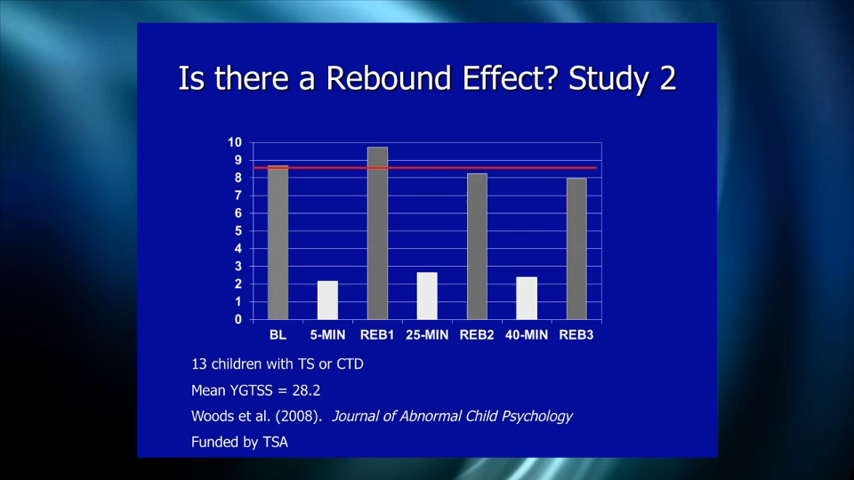 Is there a Rebound Effect? Study 2
10
9
8
7
6
5
4
3
2
1
0
BL 5-MIN REB1 25-MIN REB2 40-MIN REB3
13 children with TS or CTD
Mean YGTSS = 28.2
Woods et al. (2008). Journal of Abnormal Child Psychology
Funded by TSA